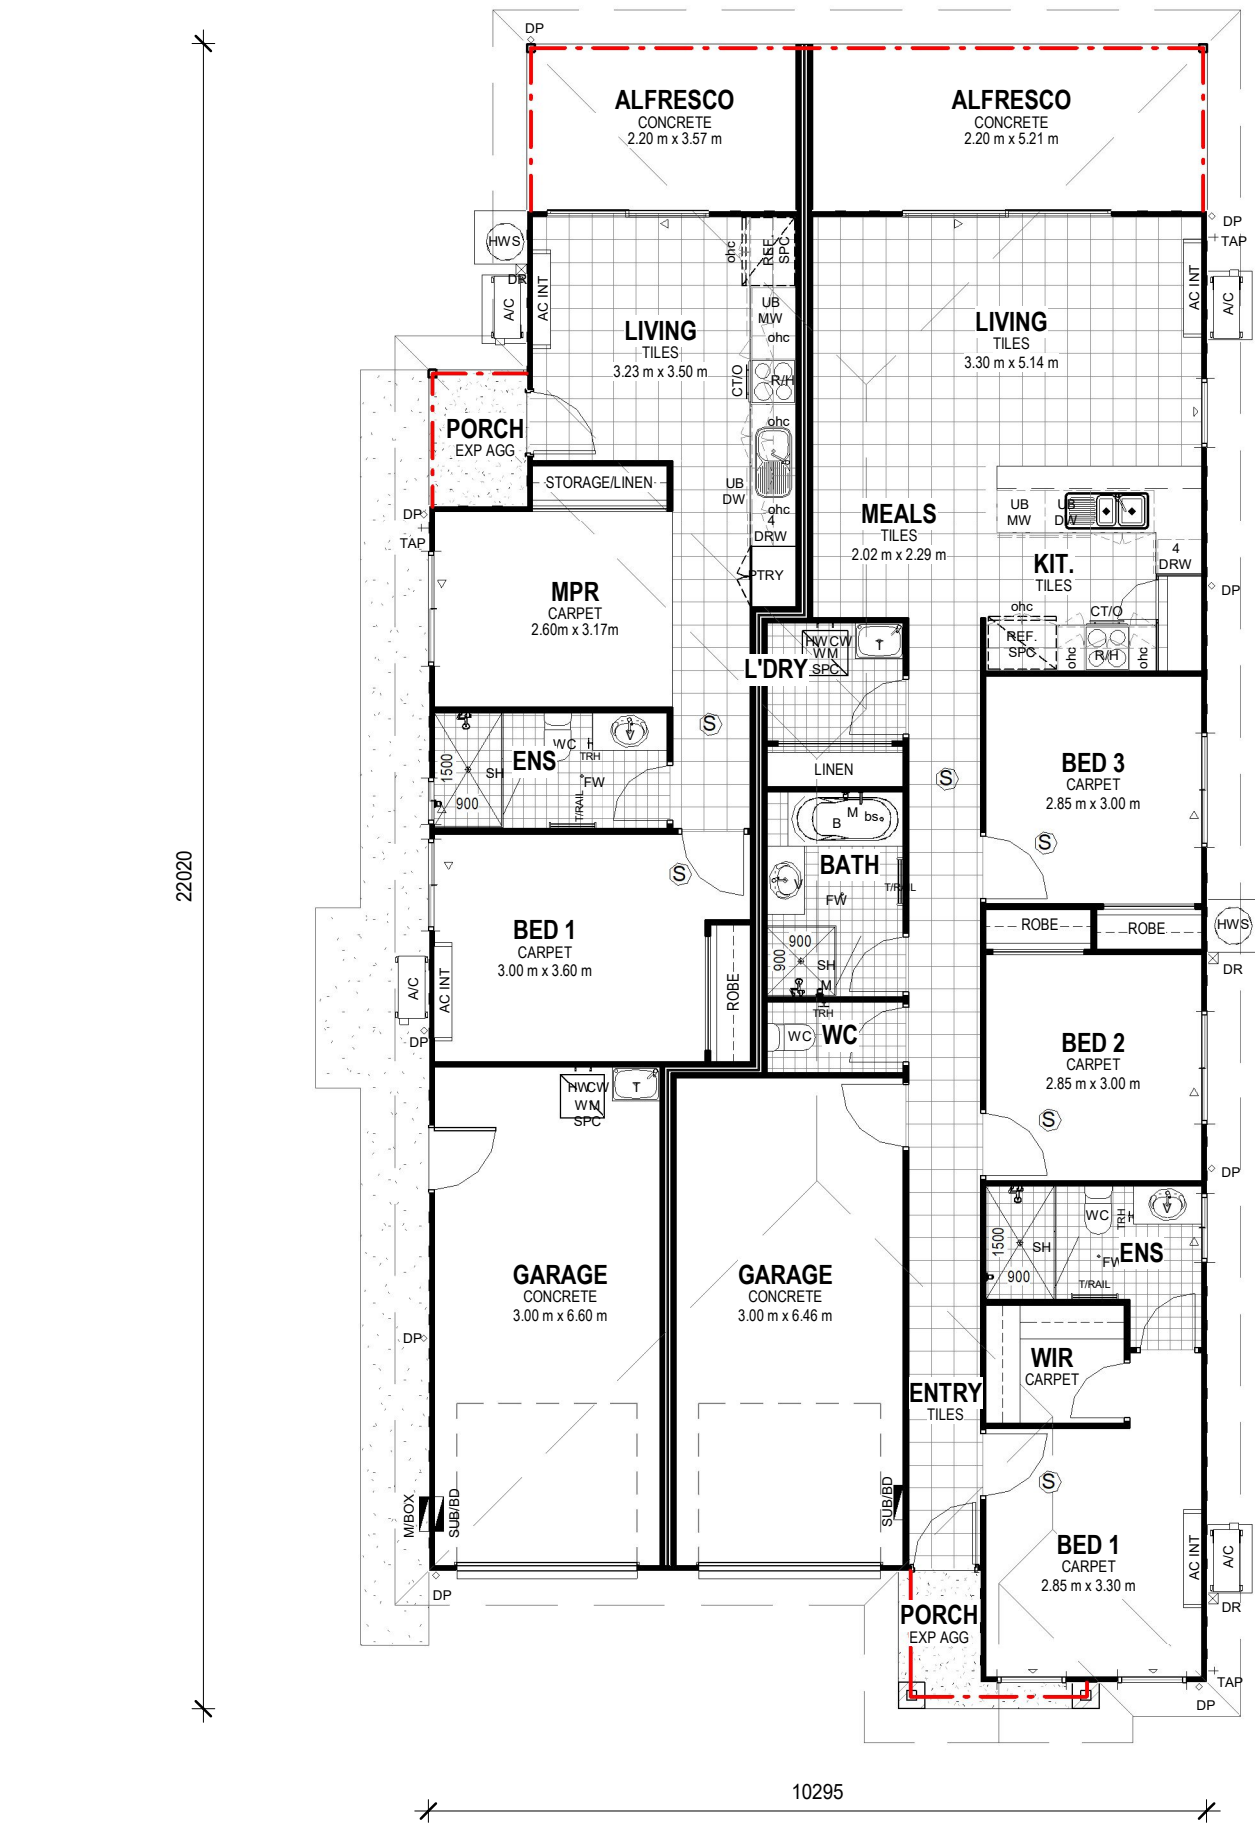 DP
ALFRESCO
CONCRETE
2.20 m x 3.57 m
ALFRESCO
CONCRETE
2.20 m x 5.21 m
HWS
DR
A/C
AC INT
LIVING
TILES
3.23 m x 3.50 m
ohc
REF.
SPC
UB
MW
ohc
CT/O
R/H
ohc
UB
DW
ohc
4
DRW
PTRY
LIVING
TILES
3.30 m x 5.14 m
AC INT
DP
TAP
A/C
PORCH
EXP AGG
STORAGE/LINEN
DP
TAP
MEALS
TILES
2.02 m x 2.29 m
UB
MW
UB
DW
KIT.
TILES
4
DRW
DP
ohc
REF.
SPC
CT/O
ohc
R/H
ohc
MPR
CARPET
2.60m x 3.17m
L'DRY
HWCW
WM
SPC
T
S
LINEN
S
ENS
WC
TRH
FW
SH
1500
900
T/RAIL
BED 3
CARPET
2.85 m x 3.00 m
S
B
M
bs
BATH
V
FW
T/RAIL
900
900
SH
M
22020
S
BED 1
CARPET
3.00 m x 3.60 m
ROBE
A/C
AC INT
DP
ROBE
ROBE
HWS
DR
TRH
WC
WC
BED 2
CARPET
2.85 m x 3.00 m
S
DP
HWCW
WM
SPC
T
WC
TRH
1500
SH
900
FW
ENS
T/RAIL
GARAGE
CONCRETE
3.00 m x 6.60 m
GARAGE
CONCRETE
3.00 m x 6.46 m
DP
WIR
CARPET
ENTRY
TILES
S
M/BOX
SUB/BD
SUB/BD
BED 1
CARPET
2.85 m x 3.30 m
AC INT
A/C
DR
DP
PORCH
EXP AGG
TAP
DP
10295